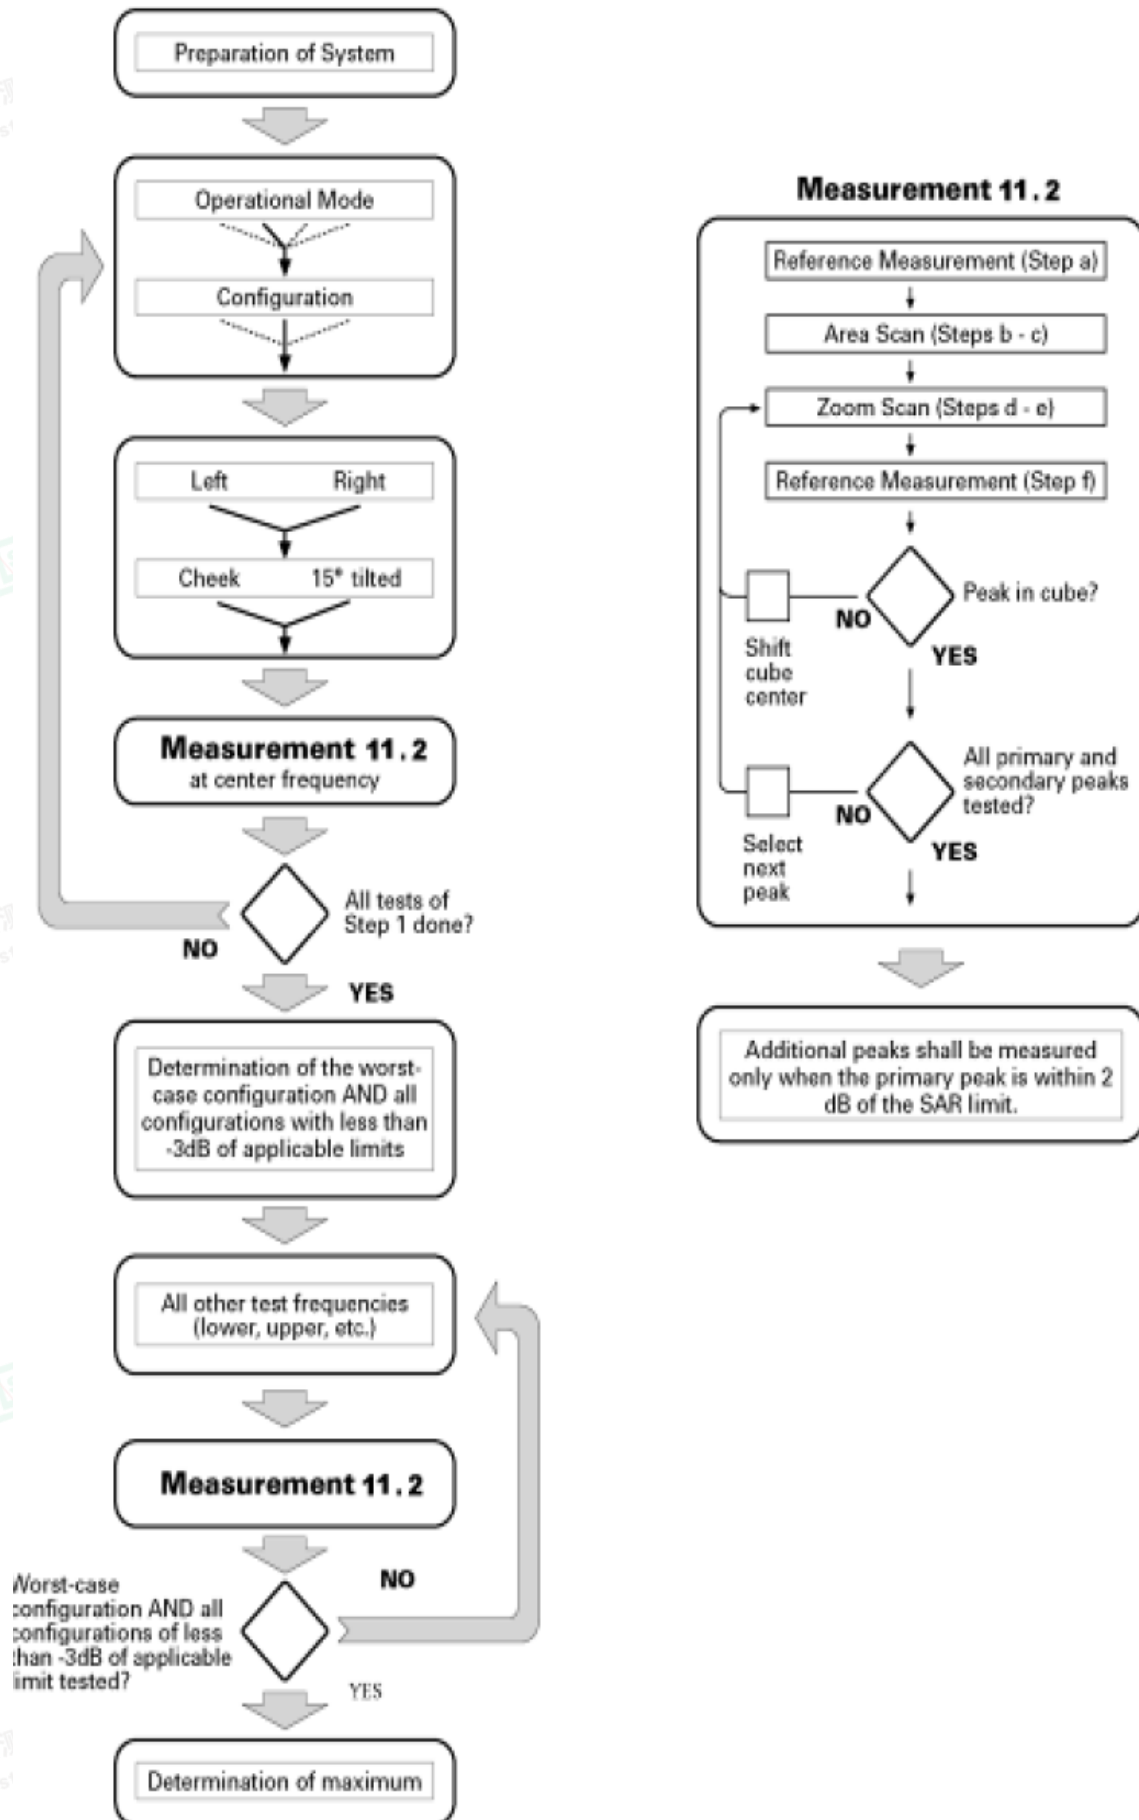 Preparation of System
Operational Mode
Configuration
Left Right
Cheek 15° tilted
Measurement 11.2
at center frequency
All tests of
Step 1 done?
NO
YES
Determination of the worst-
case configuration AND all
configurations with less than
-3dB of applicable limits
All other test frequencies
(lower, upper, etc.)
Measurement 11.2
NO
Worst-case
configuration AND all
configurations of less
than -3dB of applicable
limit tested?
YES
Determination of maximum
Measurement 11.2
Reference Measurement (Step a)
Area Scan (Steps b - c)
Zoom Scan (Steps d - e)
Reference Measurement (Step f)
Peak in cube?
NO
Shift
cube
center
YES
All primary and
secondary peaks
tested?
NO
Select
next
peak
YES
Additional peaks shall be measured
only when the primary peak is within 2
dB of the SAR limit.